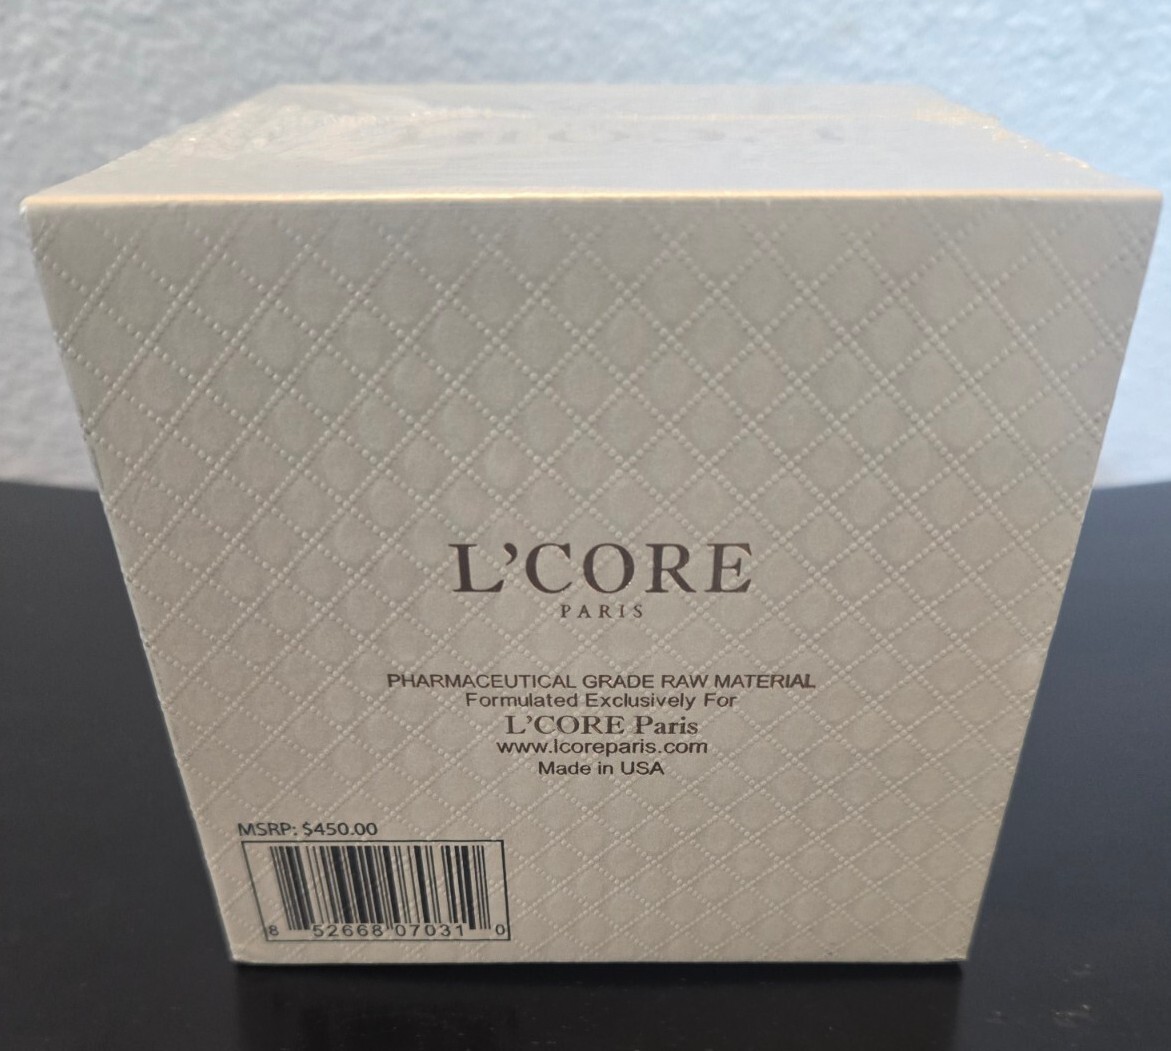 L'CORE
PARIS
PHARMACEUTICAL GRADE RAW MATERIAL
Formulated Exclusively For
L'CORE Paris
www.lcoreparis.com
Made in USA
MSRP: $450.00
8 52668 07031 0